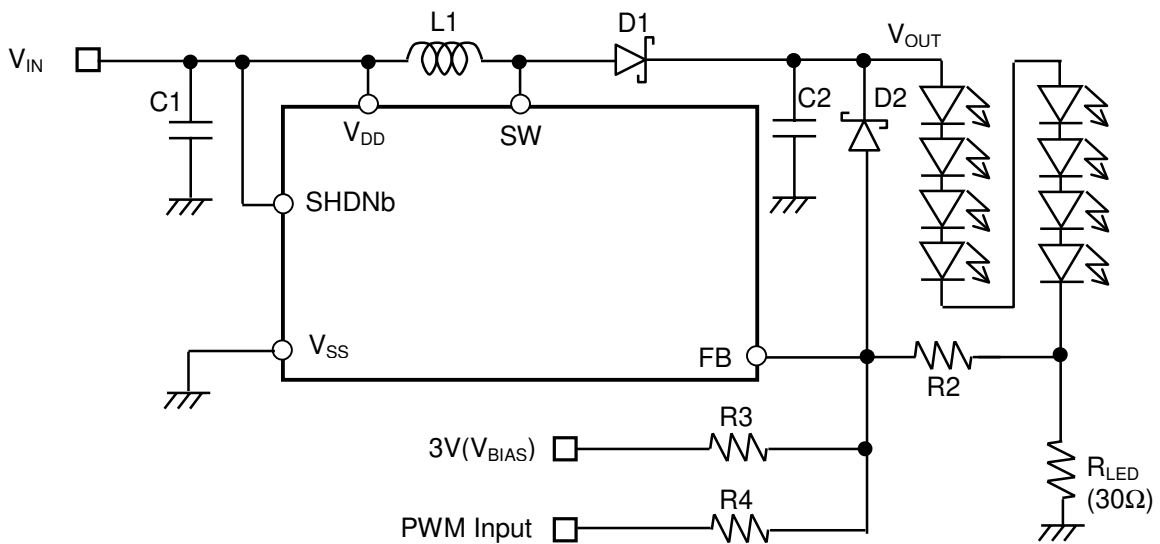 L1
D1
V_OUT
V_IN
C1
C2
D2
V_DD
SW
SHDNb
V_SS
FB
R2
R3
3V(V_BIAS)
R4
PWM Input
R_LED
(30Ω)